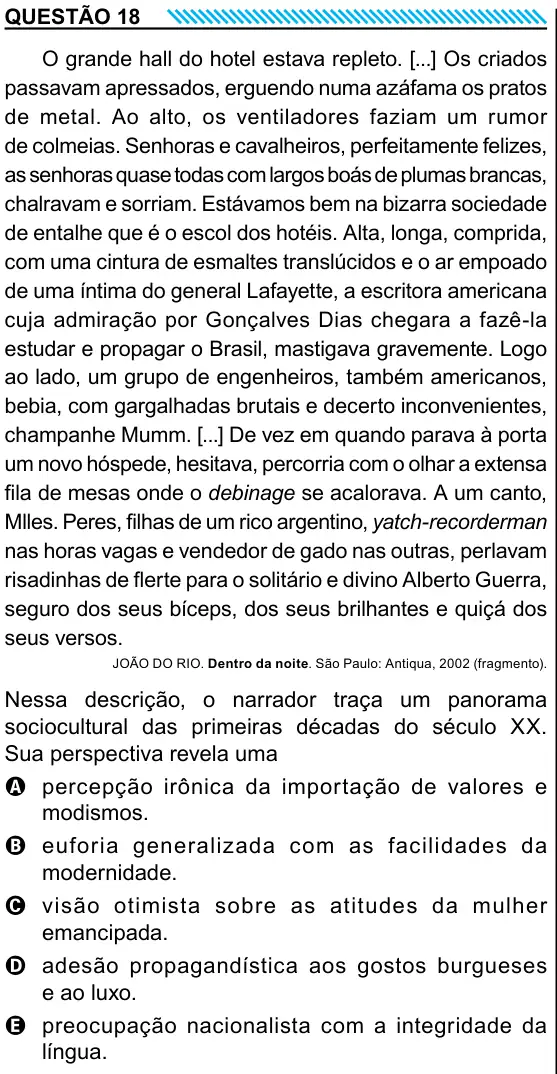 QUESTÃO 18
O grande hall do hotel estava repleto. [...] Os criados
passavam apressados, erguendo numa azáfama os pratos
de metal. Ao alto, os ventiladores faziam um rumor
de colmeias. Senhoras e cavalheiros, perfeitamente felizes,
as senhoras quase todas com largos boás de plumas brancas,
chalravam e sorriam. Estávamos bem na bizarra sociedade
de entalhe que é o escol dos hotéis. Alta, longa, comprida,
com uma cintura de esmaltes translúcidos e o ar empoado
de uma íntima do general Lafayette, a escritora americana
cuja admiração por Gonçalves Dias chegara a fazê-la
estudar e propagar o Brasil, mastigava gravemente. Logo
ao lado, um grupo de engenheiros, também americanos,
bebia, com gargalhadas brutais e decerto inconvenientes,
champanhe Mumm. [...] De vez em quando parava à porta
um novo hóspede, hesitava, percorria com o olhar a extensa
fila de mesas onde o debinage se acalorava. A um canto,
Mlles. Peres, filhas de um rico argentino, yatch-recorderman
nas horas vagas e vendedor de gado nas outras, perlavam
risadinhas de flerte para o solitário e divino Alberto Guerra,
seguro dos seus bíceps, dos seus brilhantes e quiçá dos
seus versos.
JOÃO DO RIO. Dentro da noite. São Paulo: Antiqua, 2002 (fragmento).
Nessa descrição, o narrador traça um panorama
sociocultural das primeiras décadas do século XX.
Sua perspectiva revela uma
A percepção irônica da importação de valores e
modismos.
B euforia generalizada com as facilidades da
modernidade.
C visão otimista sobre as atitudes da mulher
emancipada.
D adesão propagandística aos gostos burgueses
e ao luxo.
E preocupação nacionalista com a integridade da
língua.